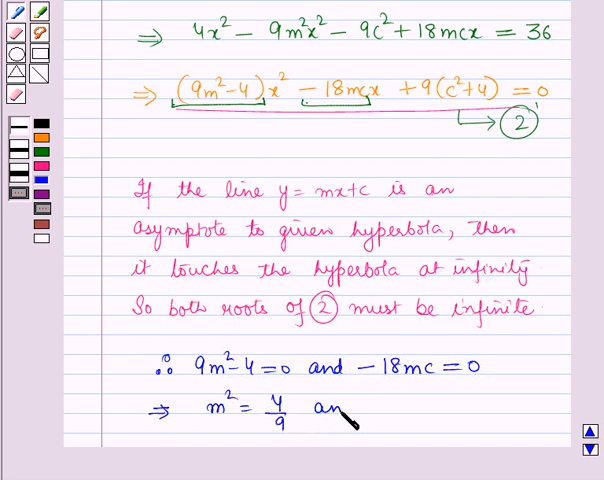 ⇒ 4x² - 9m²x² - 9c² + 18mcx = 36
⇒ (9m²-4)x² - 18mcx + 9(c²+4) = 0
→ 2
If the line y = mx+c is an
asymptote to given hyperbola, then
it touches the hyperbola at infinity
So both roots of 2 must be infinite.
∴ 9m²-4=0 and -18mc=0
⇒ m² = 4/9 an